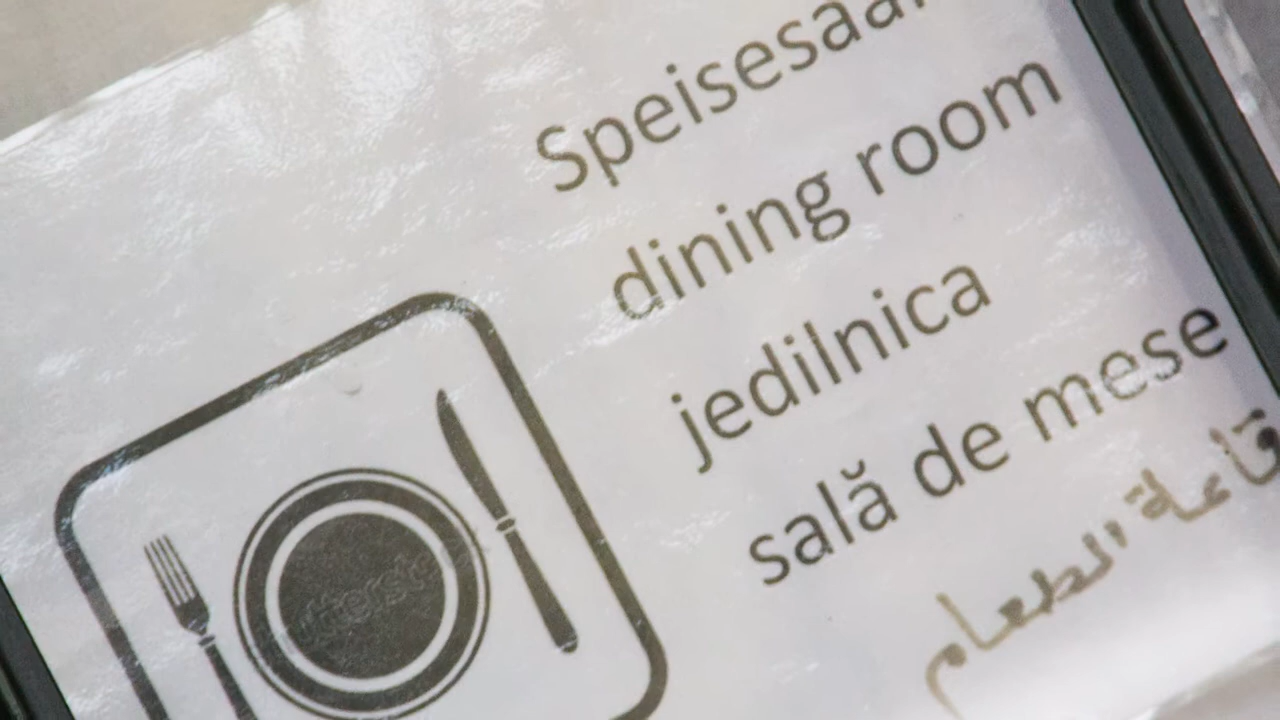 Speisesaal
dining room
jedilnica
sală de mese
قاعة الطعام